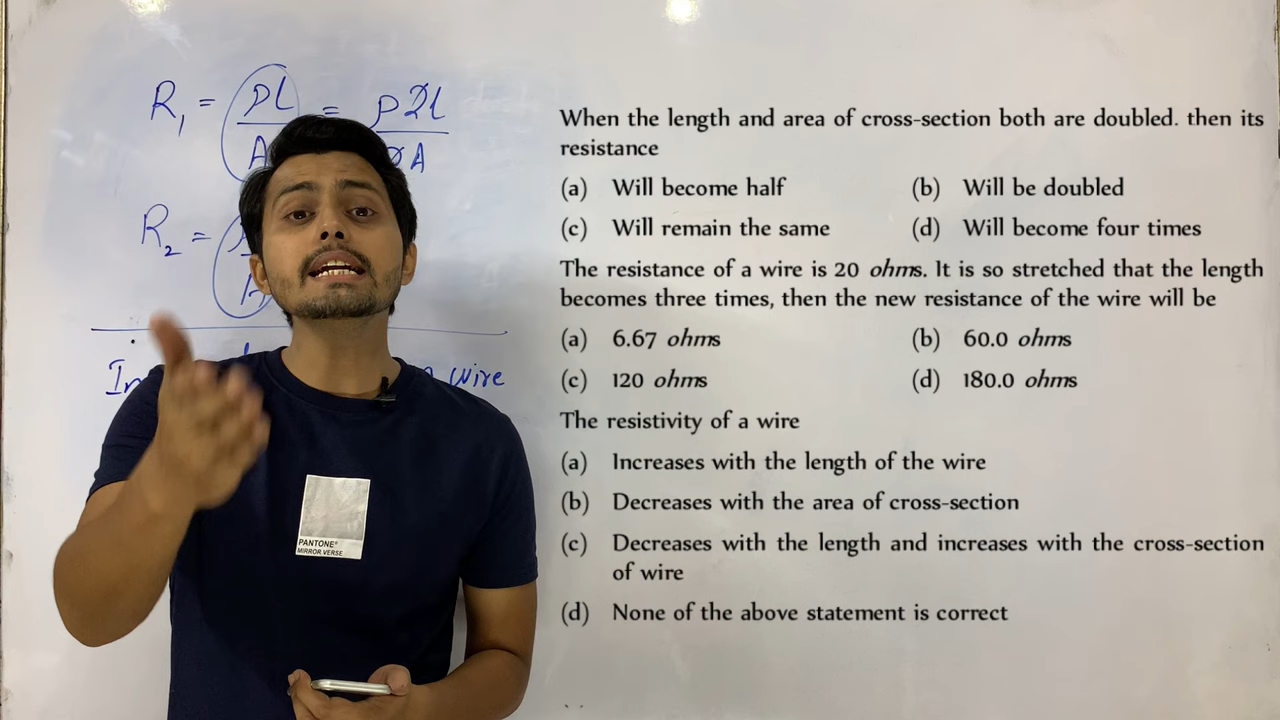 R₁ = ρl / A = ρ2l / 2A
R₂ =
wire
PANTONE®
MIRROR VERSE
When the length and area of cross-section both are doubled. then its
resistance
(a) Will become half (b) Will be doubled
(c) Will remain the same (d) Will become four times
The resistance of a wire is 20 ohms. It is so stretched that the length
becomes three times, then the new resistance of the wire will be
(a) 6.67 ohms (b) 60.0 ohms
(c) 120 ohms (d) 180.0 ohms
The resistivity of a wire
(a) Increases with the length of the wire
(b) Decreases with the area of cross-section
(c) Decreases with the length and increases with the cross-section
of wire
(d) None of the above statement is correct